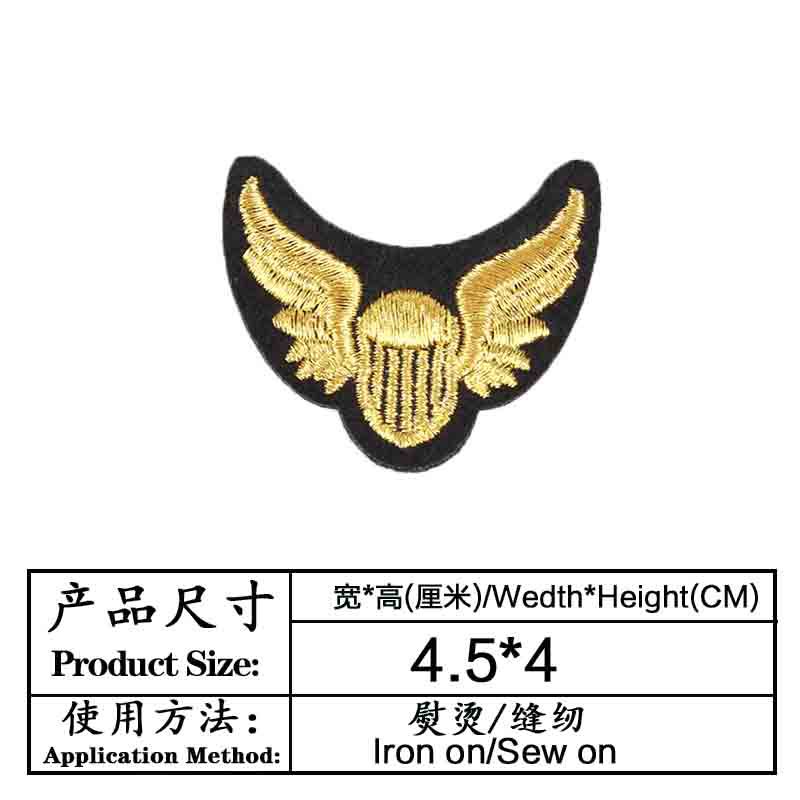 产品尺寸
Product Size:
宽*高(厘米)/Wedth*Height(CM)
4.5*4
使用方法：
Application Method:
熨烫/缝纫
Iron on/Sew on